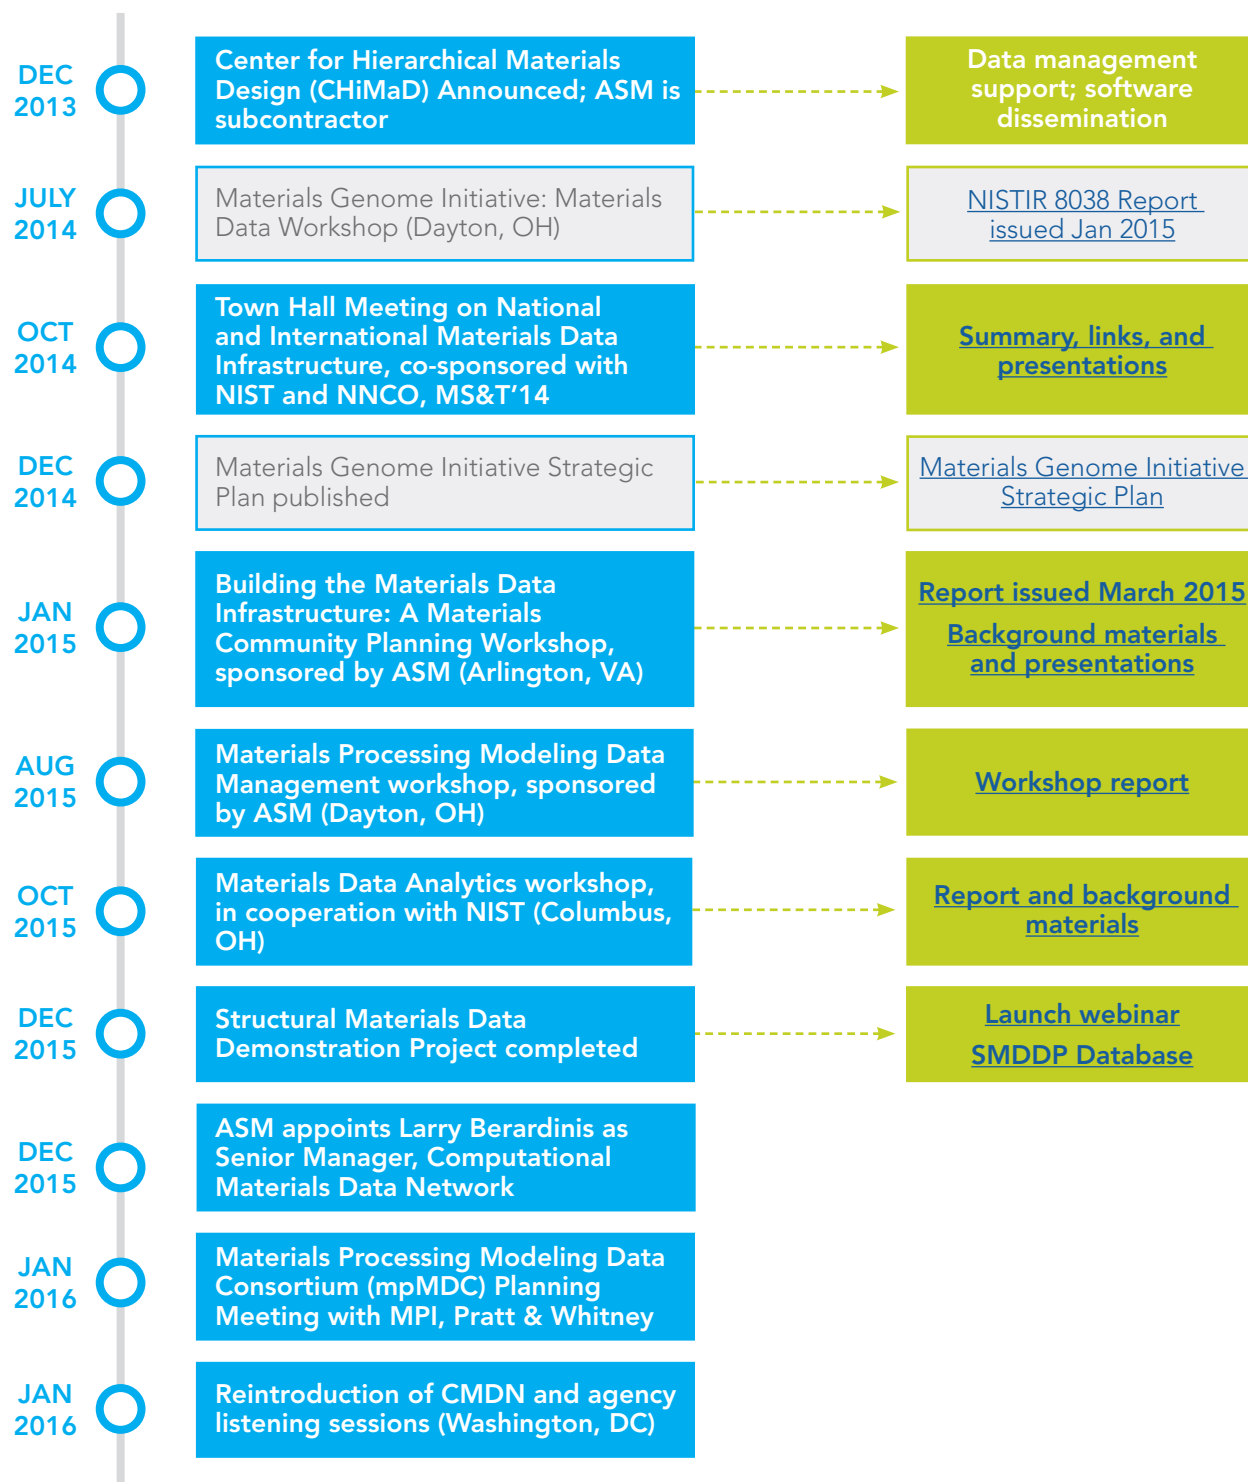 DEC
2013
Center for Hierarchical Materials
Design (CHiMaD) Announced; ASM is
subcontractor
Data management
support; software
dissemination
JULY
2014
Materials Genome Initiative: Materials
Data Workshop (Dayton, OH)
NISTIR 8038 Report
issued Jan 2015
OCT
2014
Town Hall Meeting on National
and International Materials Data
Infrastructure, co-sponsored with
NIST and NNCO, MS&T’14
Summary, links, and
presentations
DEC
2014
Materials Genome Initiative Strategic
Plan published
Materials Genome Initiative
Strategic Plan
JAN
2015
Building the Materials Data
Infrastructure: A Materials
Community Planning Workshop,
sponsored by ASM (Arlington, VA)
Report issued March 2015
Background materials
and presentations
AUG
2015
Materials Processing Modeling Data
Management workshop, sponsored
by ASM (Dayton, OH)
Workshop report
OCT
2015
Materials Data Analytics workshop,
in cooperation with NIST (Columbus,
OH)
Report and background
materials
DEC
2015
Structural Materials Data
Demonstration Project completed
Launch webinar
SMDDP Database
DEC
2015
ASM appoints Larry Berardinis as
Senior Manager, Computational
Materials Data Network
JAN
2016
Materials Processing Modeling Data
Consortium (mpMDC) Planning
Meeting with MPI, Pratt & Whitney
JAN
2016
Reintroduction of CMDN and agency
listening sessions (Washington, DC)